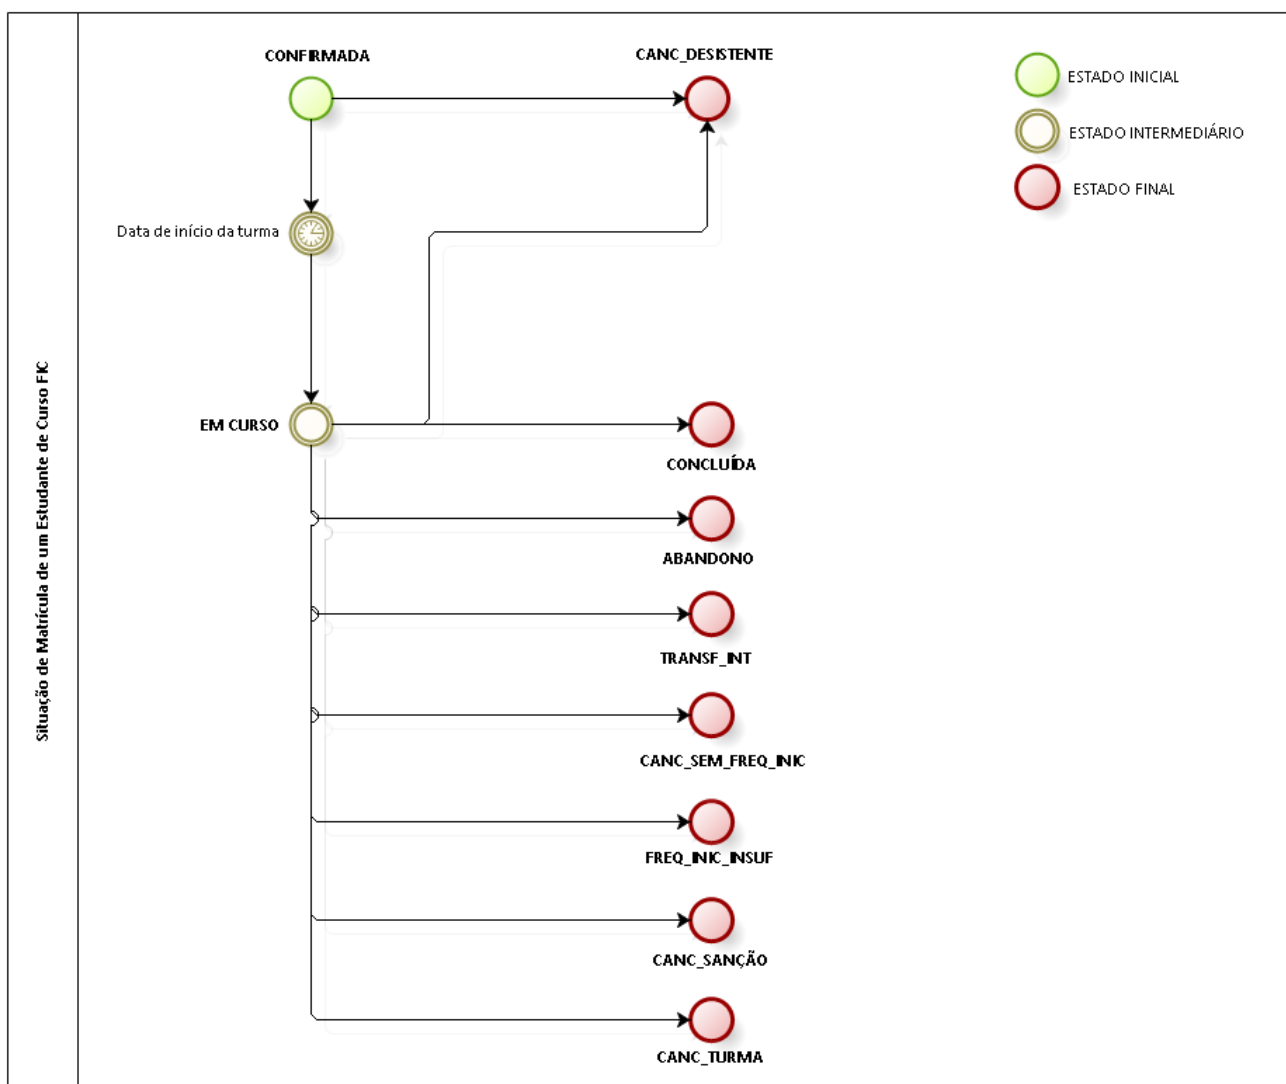 Situação de Matrícula de um Estudante de Curso FIC
CONFIRMADA
CANC_DESISTENTE
ESTADO INICIAL
ESTADO INTERMEDIÁRIO
ESTADO FINAL
Data de início da turma
EM CURSO
CONCLUÍDA
ABANDONO
TRANSF_INT
CANC_SEM_FREQ_INIC
FREQ_INIC_INSUF
CANC_SANÇÃO
CANC_TURMA